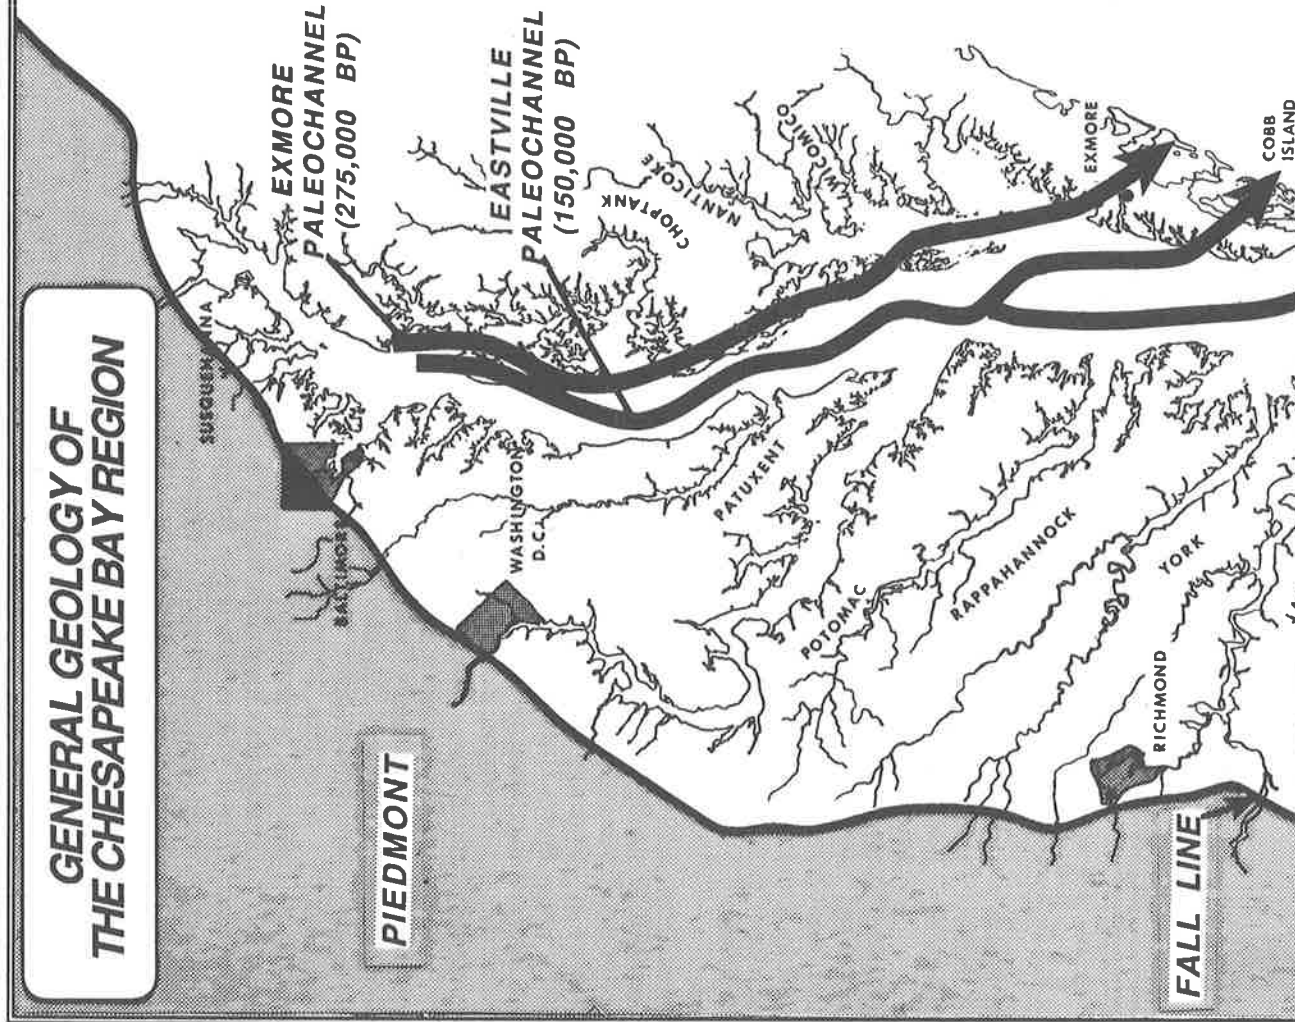 GENERAL GEOLOGY OF
THE CHESAPEAKE BAY REGION
EXMORE
PALEOCHANNEL
(275,000 BP)
EASTVILLE
PALEOCHANNEL
(150,000 BP)
SUSQUEHANNA
BALTIMORE
WASHINGTON
D.C.
CHOPTANK
NANTICOKE
WICOMICO
PATUXENT
POTOMAC
RAPPAHANNOCK
YORK
RICHMOND
EXMORE
COBB
ISLAND
PIEDMONT
FALL LINE